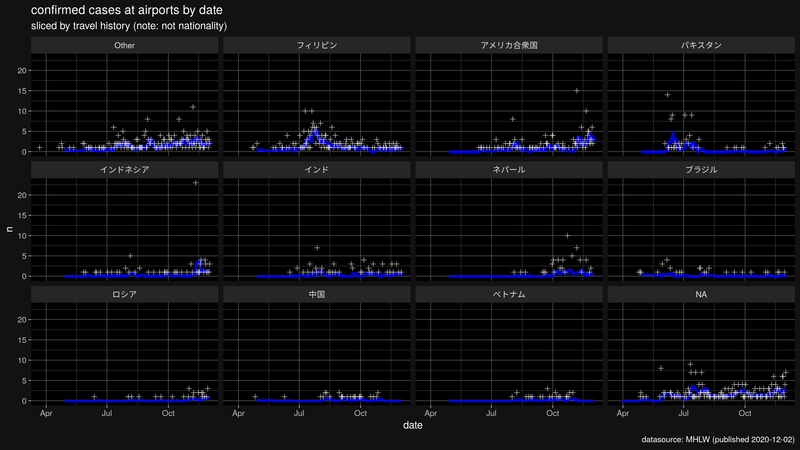 confirmed cases at airports by date
sliced by travel history (note: not nationality)
Other フィリピン アメリカ合衆国 パキスタン
20
15
10
5
0
インドネシア インド ネパール ブラジル
20
15
10
5
0
n
ロシア 中国 ベトナム NA
20
15
10
5
0
Apr Jul Oct Apr Jul Oct Apr Jul Oct Apr Jul Oct
date
datasource: MHLW (published 2020-12-02)